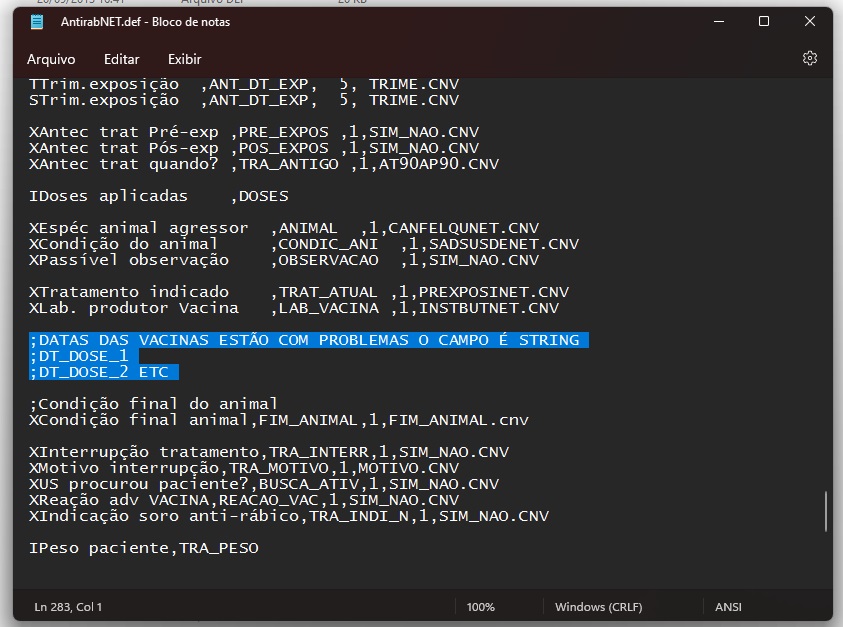 AntirabNET.def - Bloco de notas
Arquivo Editar Exibir
TTrim.exposição ,ANT_DT_EXP, 5, TRIME.CNV
STrim.exposição ,ANT_DT_EXP, 5, TRIME.CNV
XAntec trat Pré-exp ,PRE_EXPOS ,1,SIM_NAO.CNV
XAntec trat Pós-exp ,POS_EXPOS ,1,SIM_NAO.CNV
XAntec trat quando? ,TRA_ANTIGO ,1,AT90AP90.CNV
IDoses aplicadas ,DOSES
XEspéc animal agressor ,ANIMAL ,1,CANFELQUNET.CNV
XCondição do animal ,CONDIC_ANI ,1,SADSUSDENET.CNV
XPassível observação ,OBSERVACAO ,1,SIM_NAO.CNV
XTratamento indicado ,TRAT_ATUAL ,1,PREXPOSINET.CNV
XLab. produtor Vacina ,LAB_VACINA ,1,INSTBUTNET.CNV
;DATAS DAS VACINAS ESTÃO COM PROBLEMAS O CAMPO É STRING
;DT_DOSE_1
;DT_DOSE_2 ETC
;Condição final do animal
XCondição final animal,FIM_ANIMAL,1,FIM_ANIMAL.cnv
XInterrupção tratamento,TRA_INTERR,1,SIM_NAO.CNV
XMotivo interrupção,TRA_MOTIVO,1,MOTIVO.CNV
XUS procurou paciente?,BUSCA_ATIV,1,SIM_NAO.CNV
XReação adv VACINA,REACAO_VAC,1,SIM_NAO.CNV
XIndicação soro anti-rábico,TRA_INDI_N,1,SIM_NAO.CNV
IPeso paciente,TRA_PESO
Ln 283, Col 1 100% Windows (CRLF) ANSI